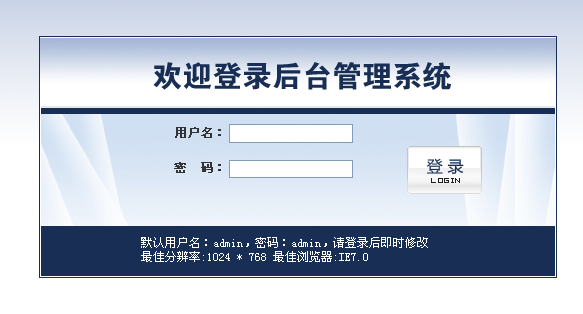 欢迎登录后台管理系统
用户名：
密　码：
登 录
LOGIN
默认用户名：admin，密码：admin，请登录后即时修改
最佳分辨率:1024 * 768 最佳浏览器:IE7.0